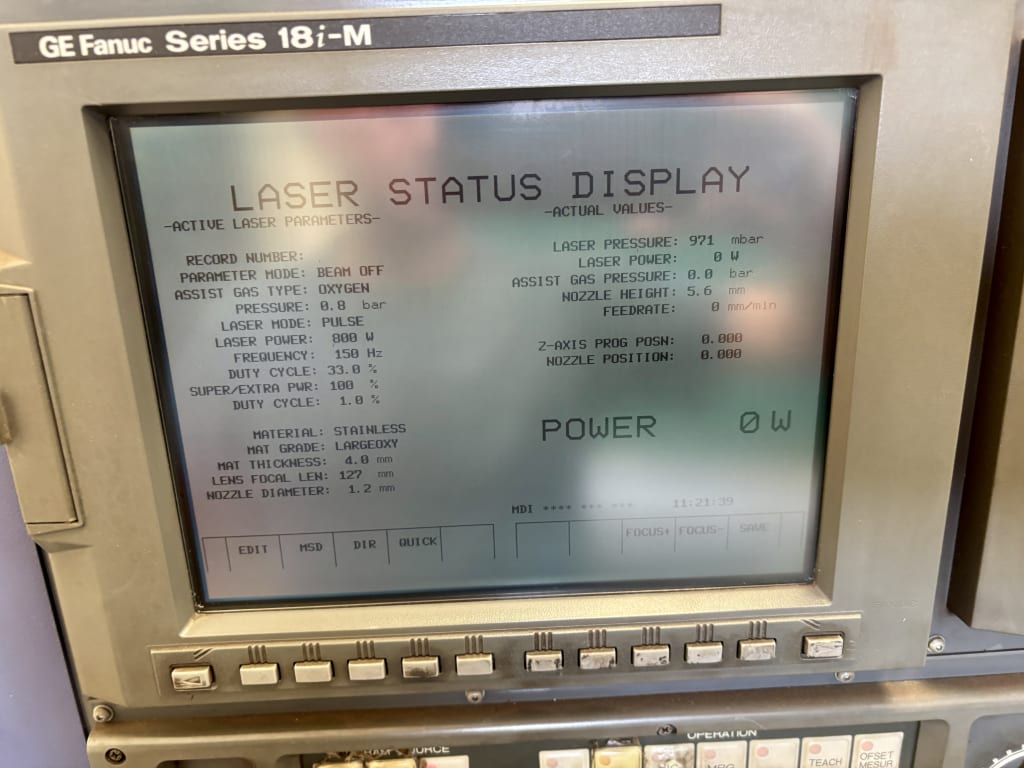 GE Fanuc Series 18i-M
LASER STATUS DISPLAY
-ACTIVE LASER PARAMETERS-
RECORD NUMBER:
PARAMETER MODE: BEAM OFF
ASSIST GAS TYPE: OXYGEN
PRESSURE: 0.8 bar
LASER MODE: PULSE
LASER POWER: 800 W
FREQUENCY: 150 Hz
DUTY CYCLE: 33.0 %
SUPER/EXTRA PWR: 100 %
DUTY CYCLE: 1.0 %
MATERIAL: STAINLESS
MAT GRADE: LARGEOXY
MAT THICKNESS: 4.0 mm
LENS FOCAL LEN: 127 mm
NOZZLE DIAMETER: 1.2 mm
-ACTUAL VALUES-
LASER PRESSURE: 971 mbar
LASER POWER: 0 W
ASSIST GAS PRESSURE: 0.0 bar
NOZZLE HEIGHT: 5.6 mm
FEEDRATE: 0 mm/min
Z-AXIS PROG POSN: 0.000
NOZZLE POSITION: 0.000
POWER 0 W
MDI **** *** *** 11:21:39
EDIT MSD DIR QUICK
FOCUS+ FOCUS- SAVE
FANUC
OPERATION
TEACH
OFSET
MESUR